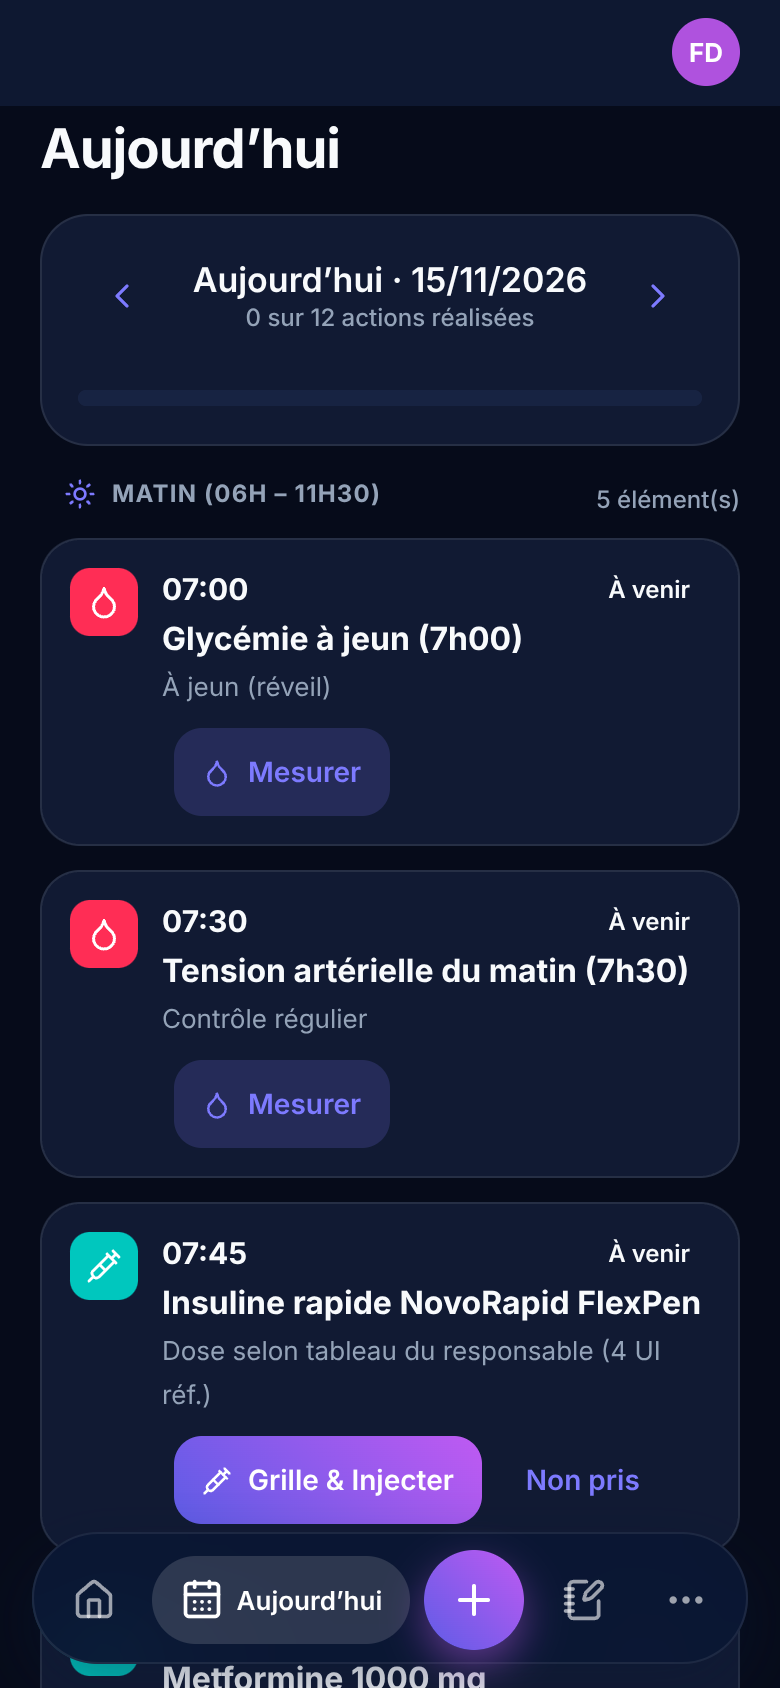 FD
Aujourd’hui
Aujourd’hui · 15/11/2026
0 sur 12 actions réalisées
MATIN (06H – 11H30)
5 élément(s)
07:00
À venir
Glycémie à jeun (7h00)
À jeun (réveil)
Mesurer
07:30
À venir
Tension artérielle du matin (7h30)
Contrôle régulier
Mesurer
07:45
À venir
Insuline rapide NovoRapid FlexPen
Dose selon tableau du responsable (4 UI
réf.)
Grille & Injecter
Non pris
Aujourd’hui
Metformine 1000 mg